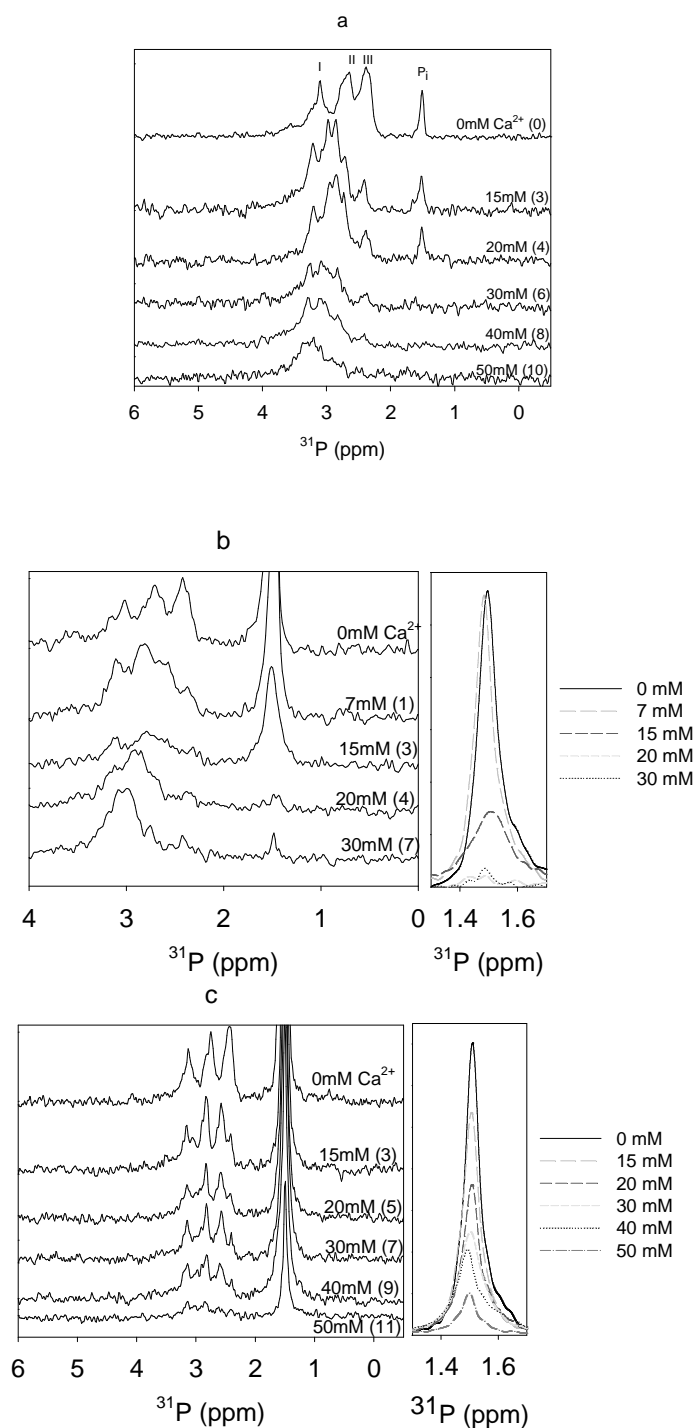 a
I II III Pi
0mM Ca2+ (0)
15mM (3)
20mM (4)
30mM (6)
40mM (8)
50mM (10)
6 5 4 3 2 1 0
31P (ppm)
b
0mM Ca2+
7mM (1)
15mM (3)
20mM (4)
30mM (7)
4 3 2 1 0
31P (ppm)
1.4 1.6
31P (ppm)
0 mM
7 mM
15 mM
20 mM
30 mM
c
0mM Ca2+
15mM (3)
20mM (5)
30mM (7)
40mM (9)
50mM (11)
6 5 4 3 2 1 0
31P (ppm)
1.4 1.6
31P (ppm)
0 mM
15 mM
20 mM
30 mM
40 mM
50 mM